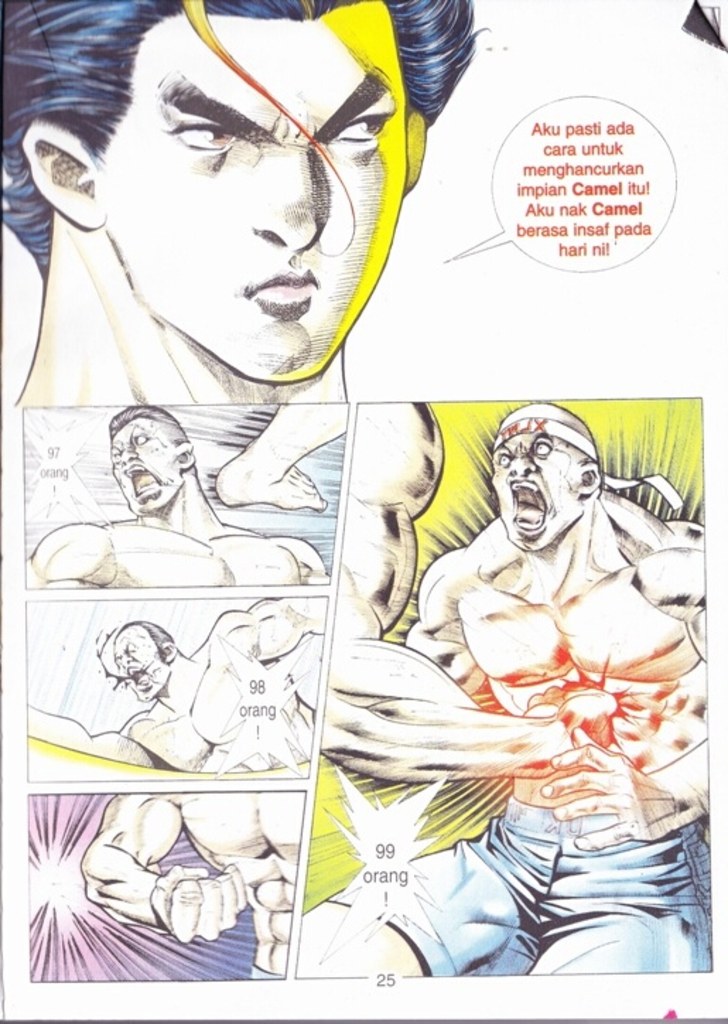 Aku pasti ada
cara untuk
menghancurkan
impian Camel itu!
Aku nak Camel
berasa insaf pada
hari ni!
97
orang
!
98
orang
!
99
orang
!
25